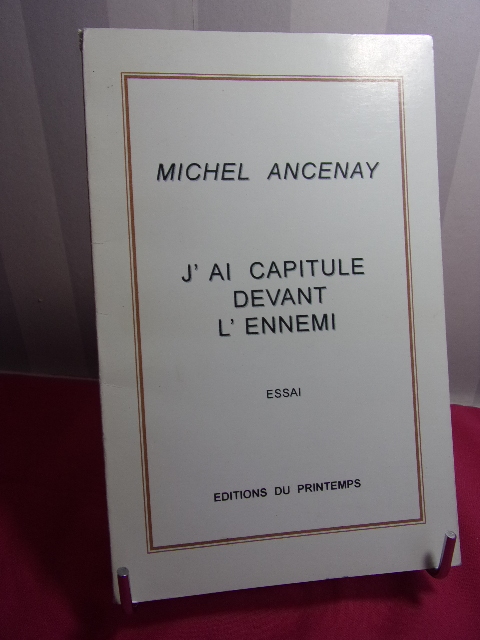 MICHEL ANCENAY
J' AI CAPITULE
DEVANT
L' ENNEMI
ESSAI
EDITIONS DU PRINTEMPS